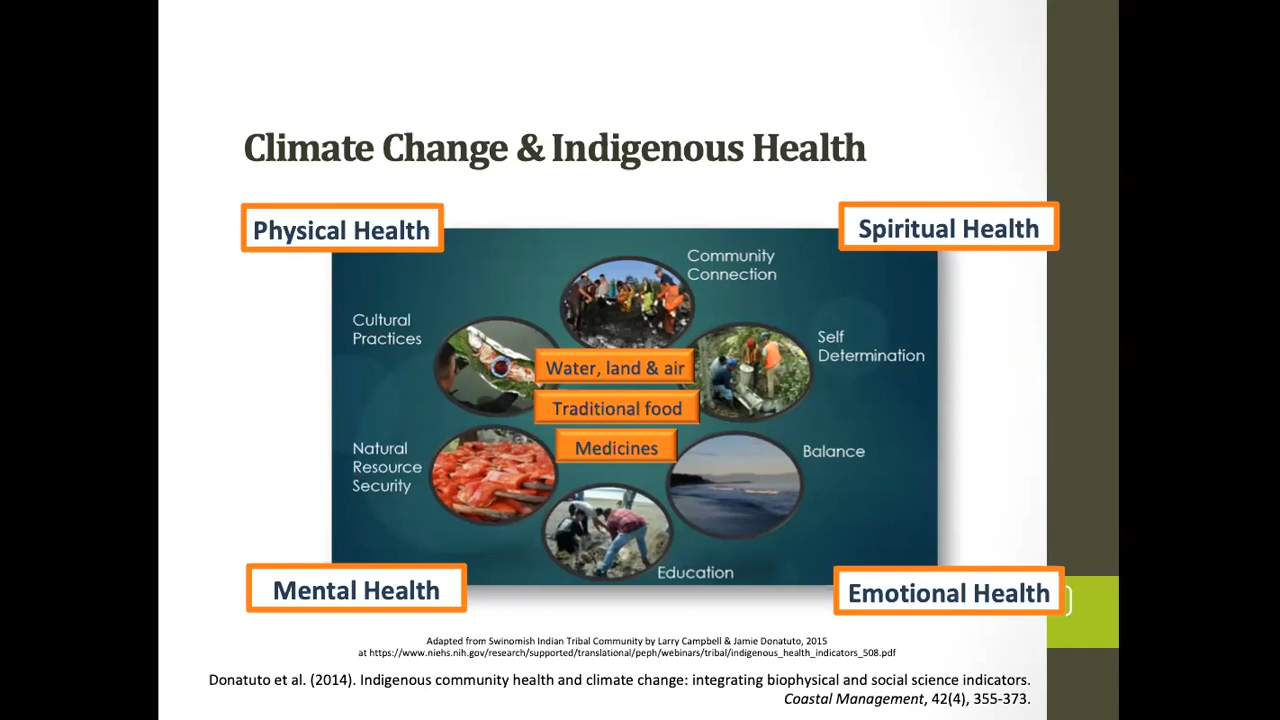 Climate Change & Indigenous Health
Physical Health
Spiritual Health
Community
Connection
Cultural
Practices
Self
Determination
Water, land & air
Traditional food
Medicines
Natural
Resource
Security
Balance
Education
Mental Health
Emotional Health
Adapted from Swinomish Indian Tribal Community by Larry Campbell & Jamie Donatuto, 2015
at https://www.niehs.nih.gov/research/supported/translational/peph/webinars/tribal/indigenous_health_indicators_508.pdf
Donatuto et al. (2014). Indigenous community health and climate change: integrating biophysical and social science indicators.
Coastal Management, 42(4), 355-373.